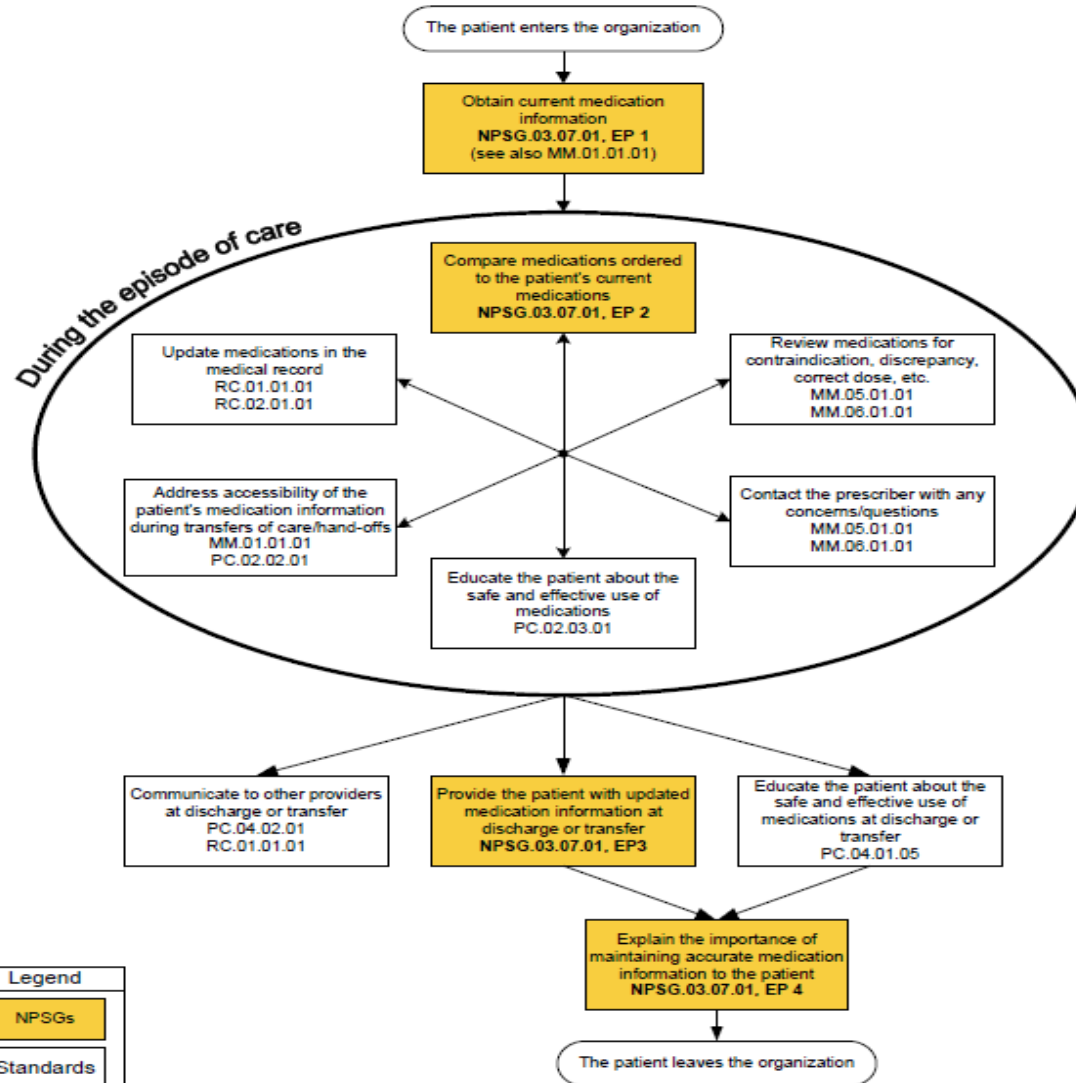 The patient enters the organization
Obtain current medication
information
NPSG.03.07.01, EP 1
(see also MM.01.01.01)
During the episode of care
Compare medications ordered
to the patient's current
medications
NPSG.03.07.01, EP 2
Update medications in the
medical record
RC.01.01.01
RC.02.01.01
Review medications for
contraindication, discrepancy,
correct dose, etc.
MM.05.01.01
MM.06.01.01
Address accessibility of the
patient's medication information
during transfers of care/hand-offs
MM.01.01.01
PC.02.02.01
Contact the prescriber with any
concerns/questions
MM.05.01.01
MM.06.01.01
Educate the patient about the
safe and effective use of
medications
PC.02.03.01
Communicate to other providers
at discharge or transfer
PC.04.02.01
RC.01.01.01
Provide the patient with updated
medication information at
discharge or transfer
NPSG.03.07.01, EP3
Educate the patient about the
safe and effective use of
medications at discharge or
transfer
PC.04.01.05
Explain the importance of
maintaining accurate medication
information to the patient
NPSG.03.07.01, EP 4
The patient leaves the organization
Legend
NPSGs
Standards